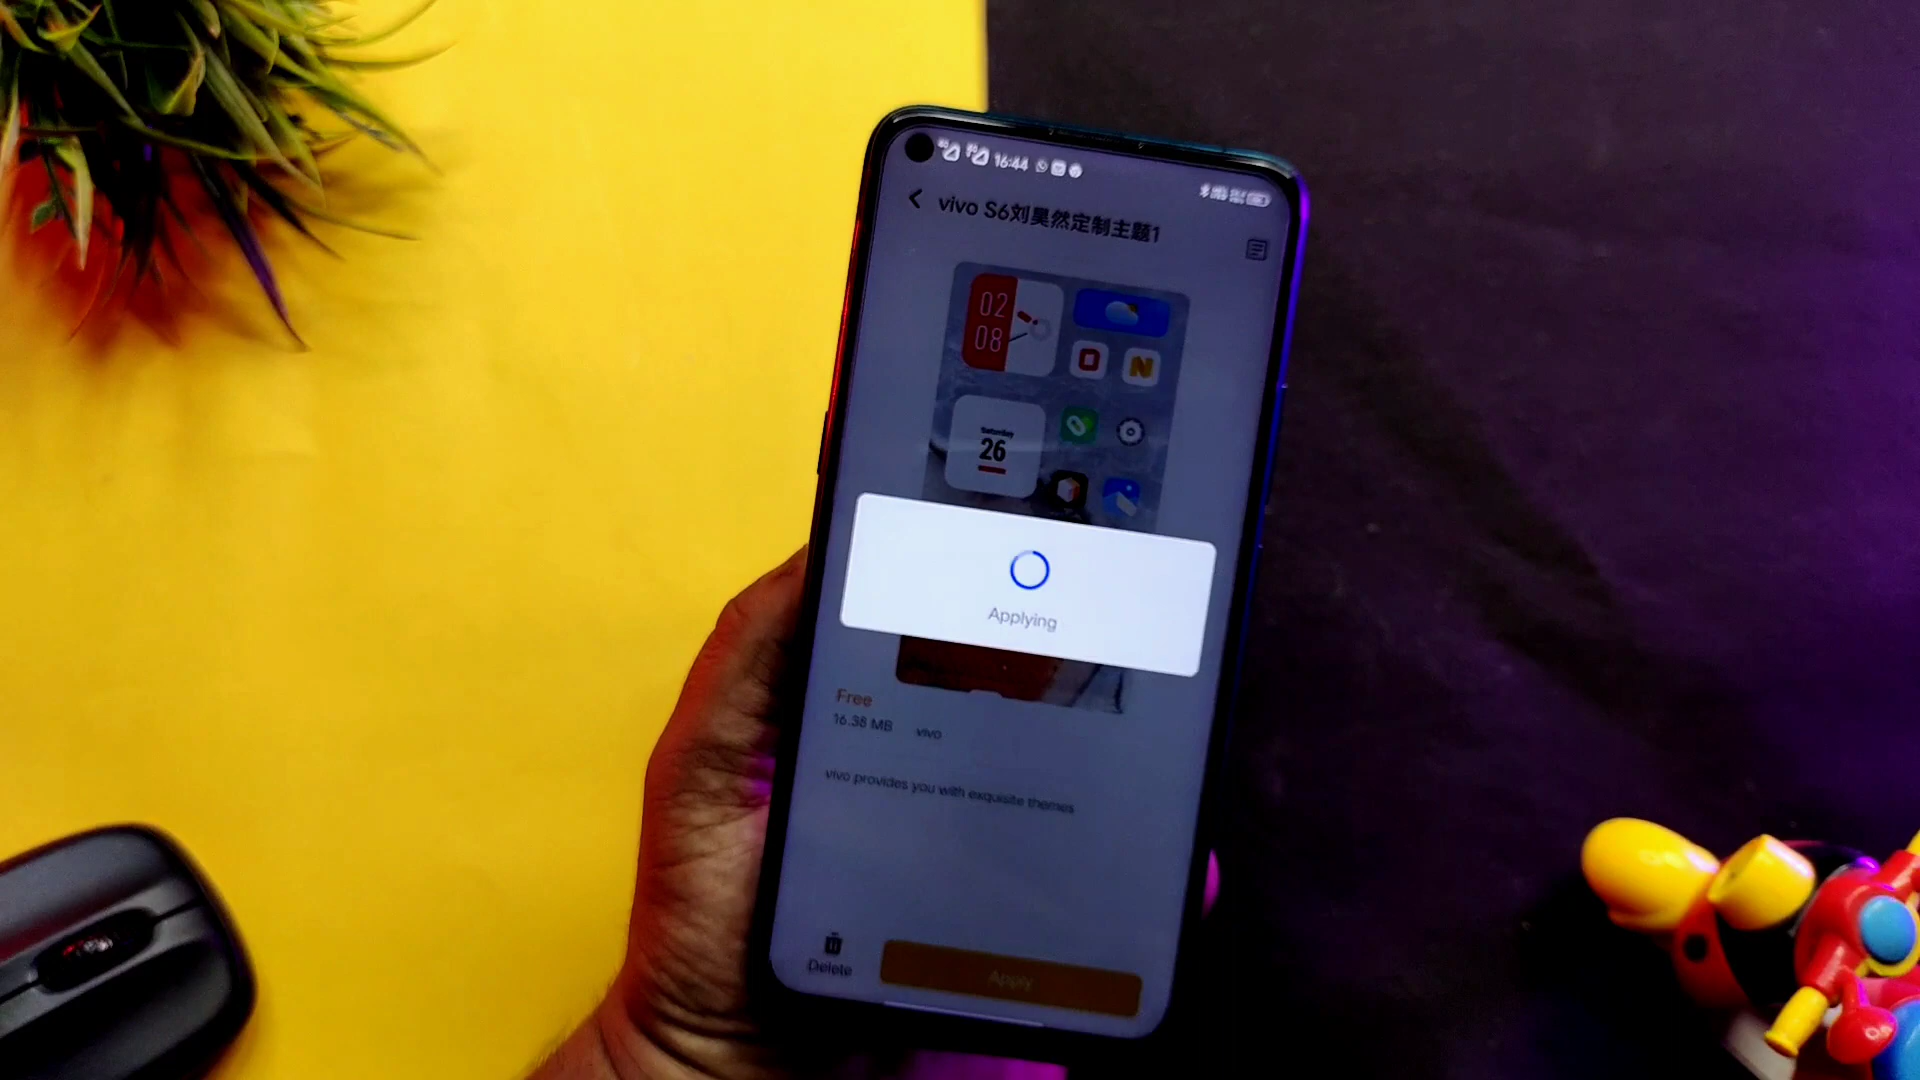 16:44
vivo S6刘昊然定制主题1
02
08
N
Saturday
26
Applying
Free
16.38 MB vivo
vivo provides you with exquisite themes
Delete
Apply